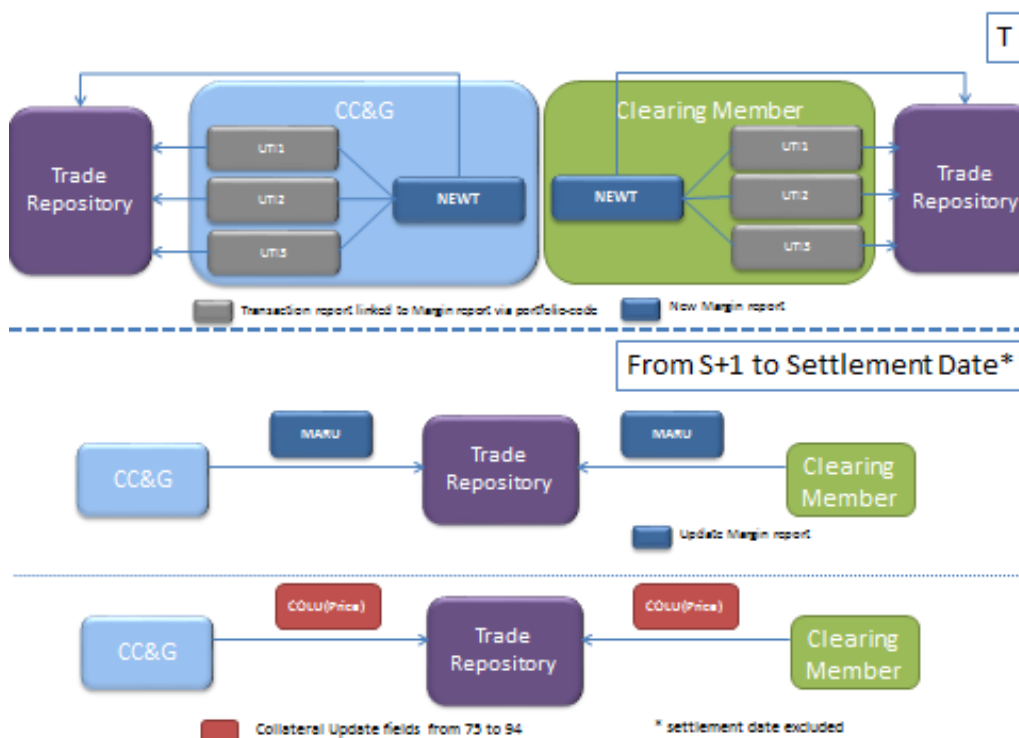 T
CC&G
Clearing Member
UTI1
UTI1
Trade
Repository
Trade
Repository
UTI2
NEWT
NEWT
UTI2
UTI3
UTI3
Transaction report linked to Margin report via portfolio-code
New Margin report
From S+1 to Settlement Date*
MARU
MARU
CC&G
Trade
Repository
Clearing
Member
Update Margin report
COLU(Price)
COLU(Price)
CC&G
Trade
Repository
Clearing
Member
Collateral Update fields from 75 to 94
* settlement date excluded